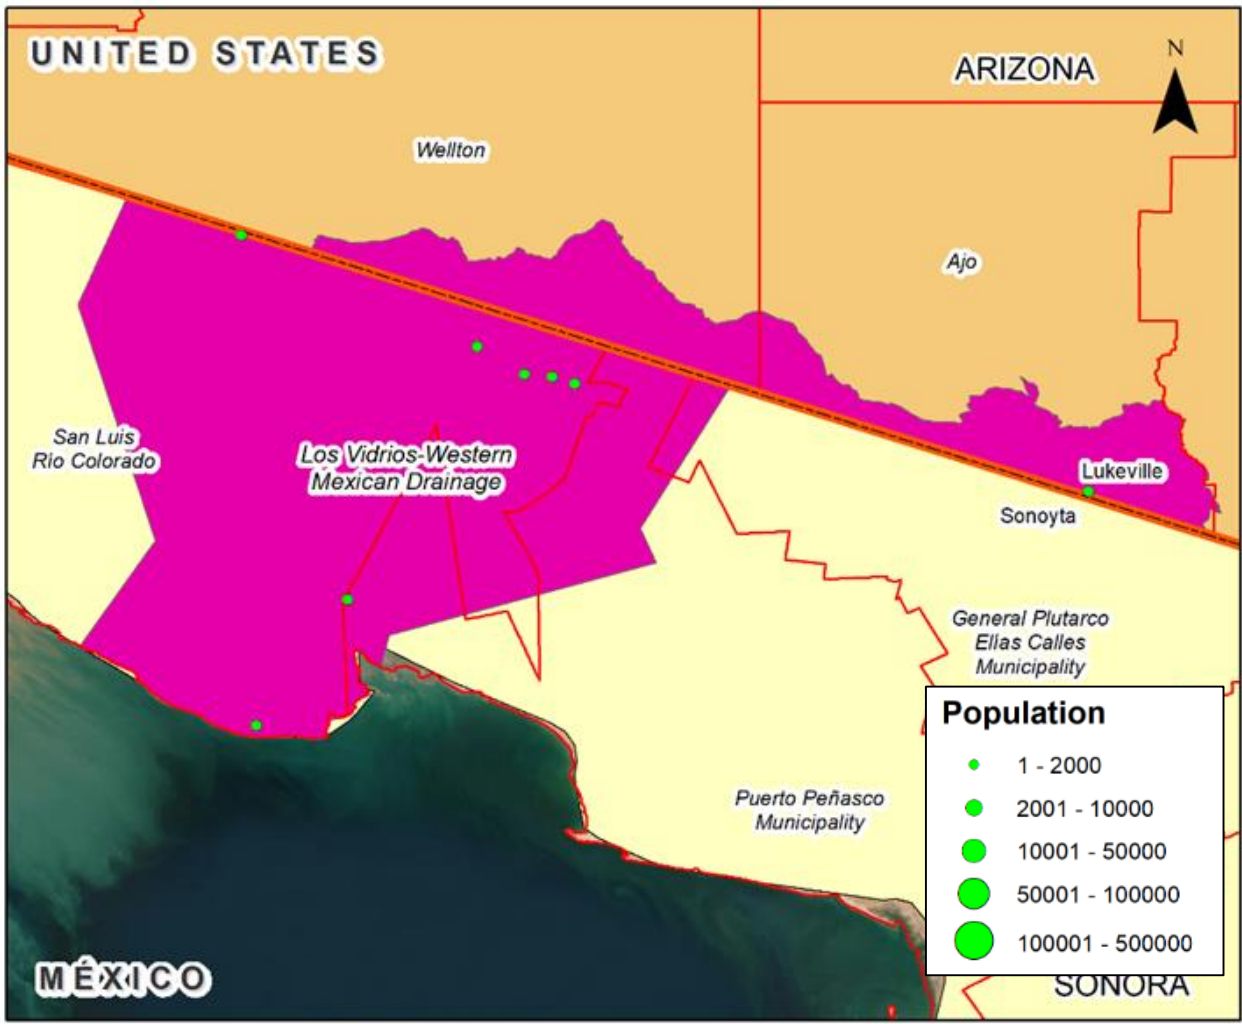 UNITED STATES
ARIZONA
N
Wellton
Ajo
San Luis
Rio Colorado
Los Vidrios-Western
Mexican Drainage
Lukeville
Sonoyta
General Plutarco
Elías Calles
Municipality
Population
1 - 2000
2001 - 10000
10001 - 50000
50001 - 100000
100001 - 500000
Puerto Peñasco
Municipality
MÉXICO
SONORA